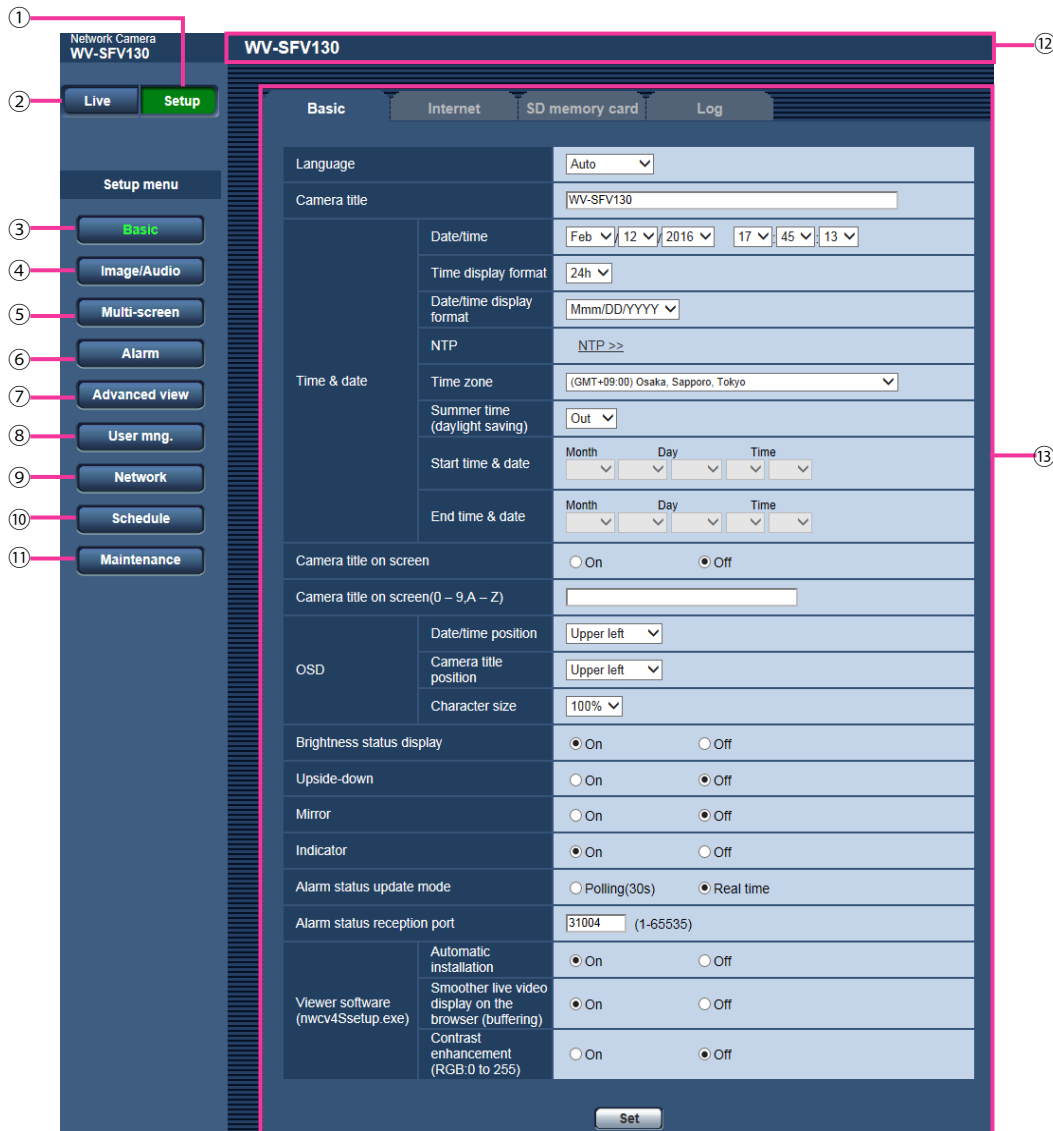 ①
Network Camera
WV-SFV130
WV-SFV130
⑫
②
Live
Setup
Basic
Internet
SD memory card
Log
Setup menu
③
Basic
④
Image/Audio
⑤
Multi-screen
⑥
Alarm
⑦
Advanced view
⑧
User mng.
⑨
Network
⑩
Schedule
⑪
Maintenance
⑬
Language
Auto
Camera title
WV-SFV130
Time & date
Date/time
Feb / 12 / 2016 17 : 45 : 13
Time display format
24h
Date/time display
format
Mmm/DD/YYYY
NTP
NTP >>
Time zone
(GMT+09:00) Osaka, Sapporo, Tokyo
Summer time
(daylight saving)
Out
Start time & date
Month Day Time
End time & date
Month Day Time
Camera title on screen
On Off
Camera title on screen(0 – 9,A – Z)
OSD
Date/time position
Upper left
Camera title
position
Upper left
Character size
100%
Brightness status display
On Off
Upside-down
On Off
Mirror
On Off
Indicator
On Off
Alarm status update mode
Polling(30s) Real time
Alarm status reception port
31004 (1-65535)
Viewer software
(nwcv4Ssetup.exe)
Automatic
installation
On Off
Smoother live video
display on the
browser (buffering)
On Off
Contrast
enhancement
(RGB:0 to 255)
On Off
Set